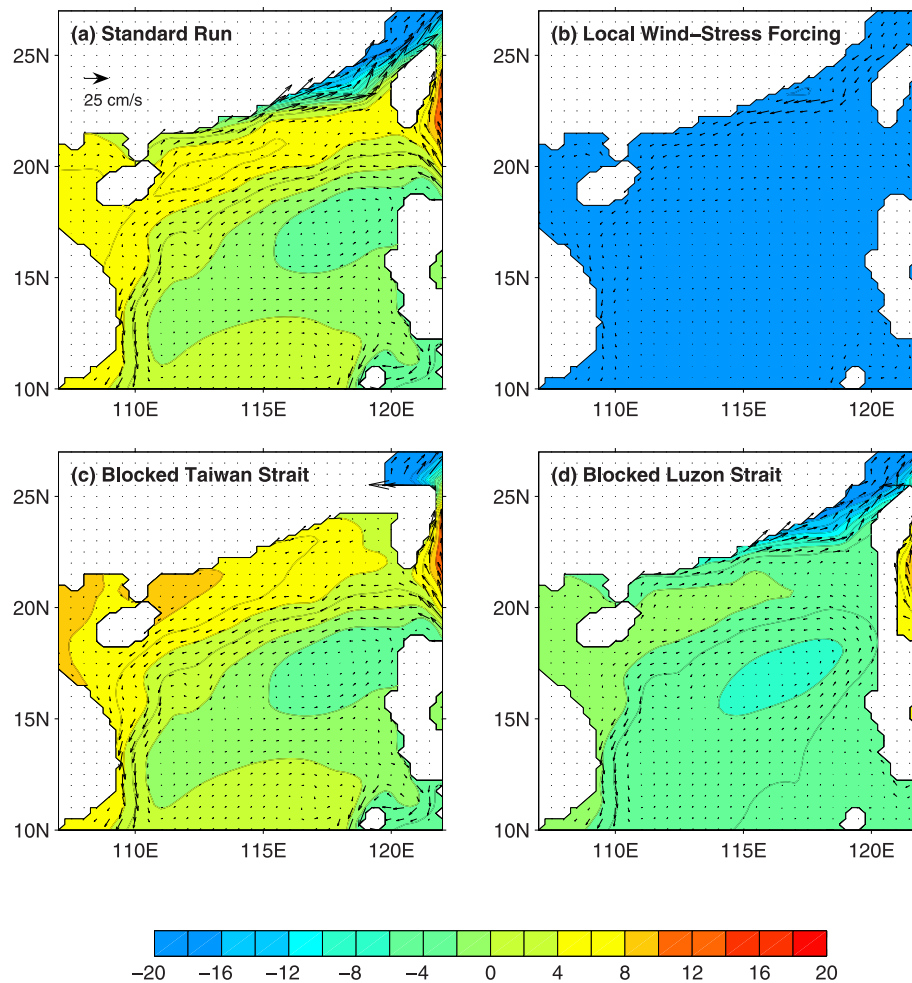 (a) Standard Run
(b) Local Wind−Stress Forcing
25N
25 cm/s
20N
15N
10N
110E 115E 120E
25N
20N
15N
10N
110E 115E 120E
(c) Blocked Taiwan Strait
(d) Blocked Luzon Strait
25N
20N
15N
10N
110E 115E 120E
25N
20N
15N
10N
110E 115E 120E
−20 −16 −12 −8 −4 0 4 8 12 16 20